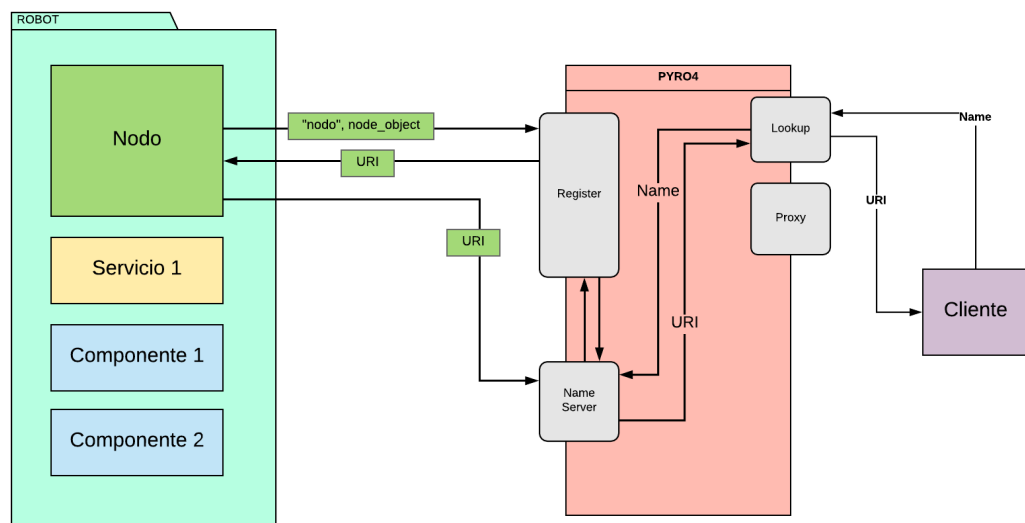 ROBOT
Nodo
Servicio 1
Componente 1
Componente 2
"nodo", node_object
URI
URI
PYRO4
Register
Name
Server
Name
URI
Lookup
Proxy
Name
URI
Cliente